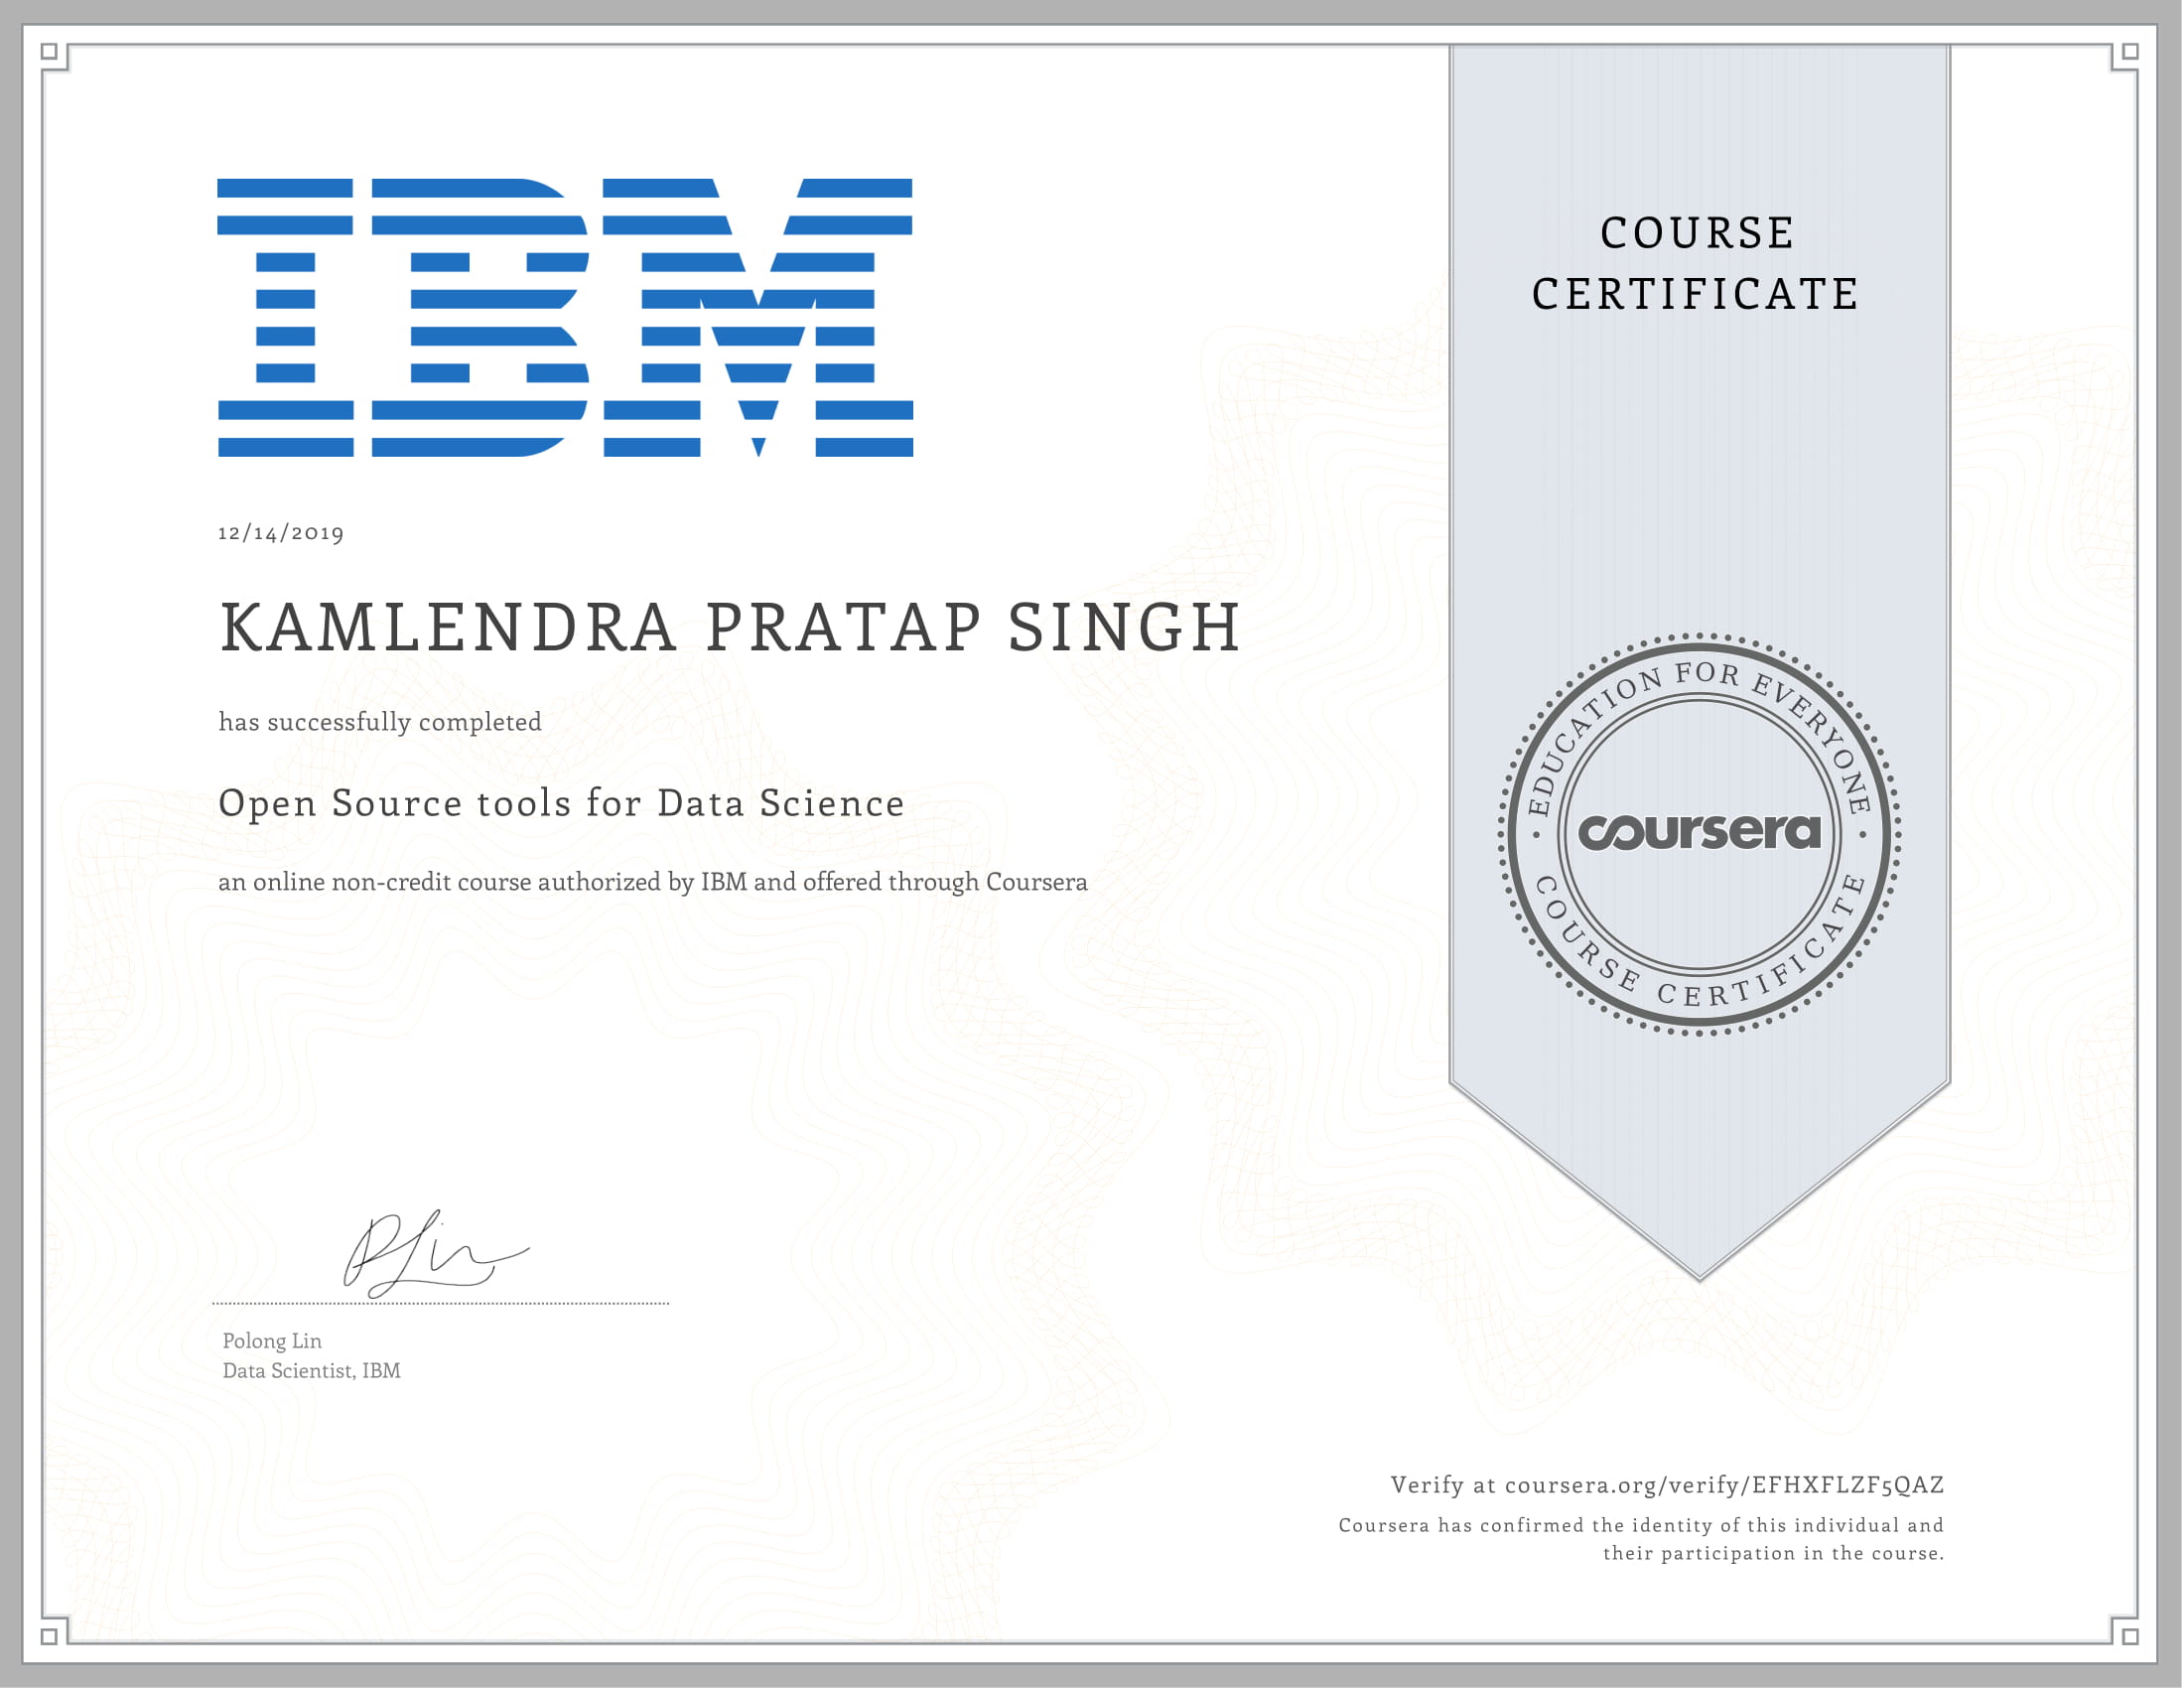 IBM
COURSE
CERTIFICATE
12/14/2019
KAMLENDRA PRATAP SINGH
has successfully completed
Open Source tools for Data Science
an online non-credit course authorized by IBM and offered through Coursera
EDUCATION FOR EVERYONE
coursera
COURSE CERTIFICATE
P Lin
Polong Lin
Data Scientist, IBM
Verify at coursera.org/verify/EFHXFLZF5QAZ
Coursera has confirmed the identity of this individual and
their participation in the course.